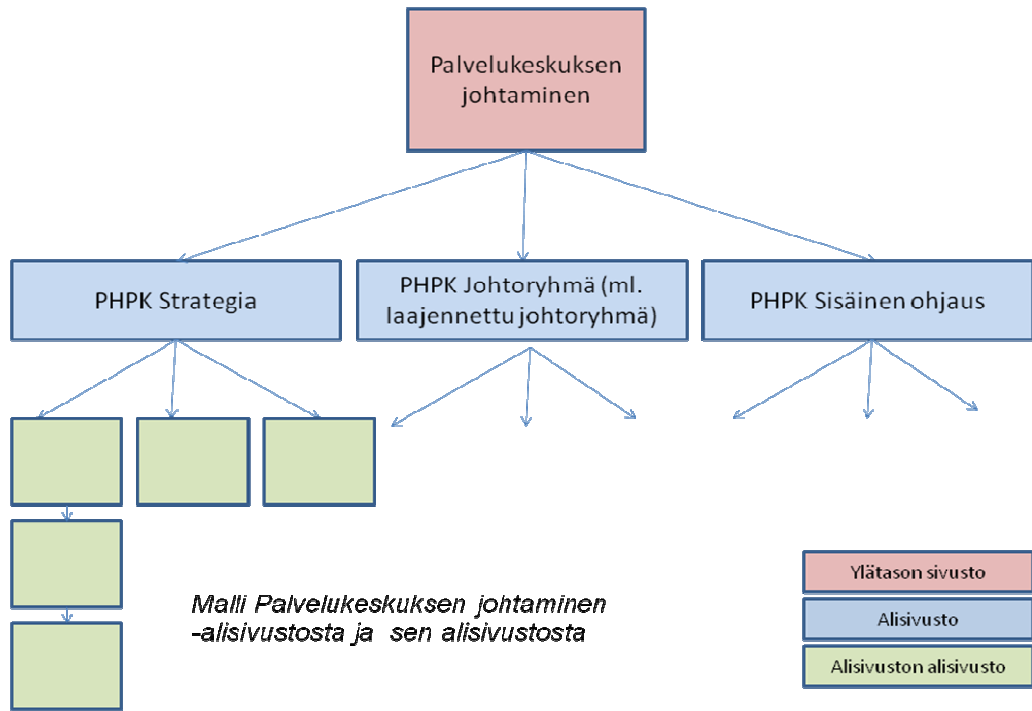 Palvelukeskuksen
johtaminen
PHPK Strategia
PHPK Johtoryhmä (ml.
laajennettu johtoryhmä)
PHPK Sisäinen ohjaus
Malli Palvelukeskuksen johtaminen
-alisivustosta ja sen alisivustosta
Ylätason sivusto
Alisivusto
Alisivuston alisivusto